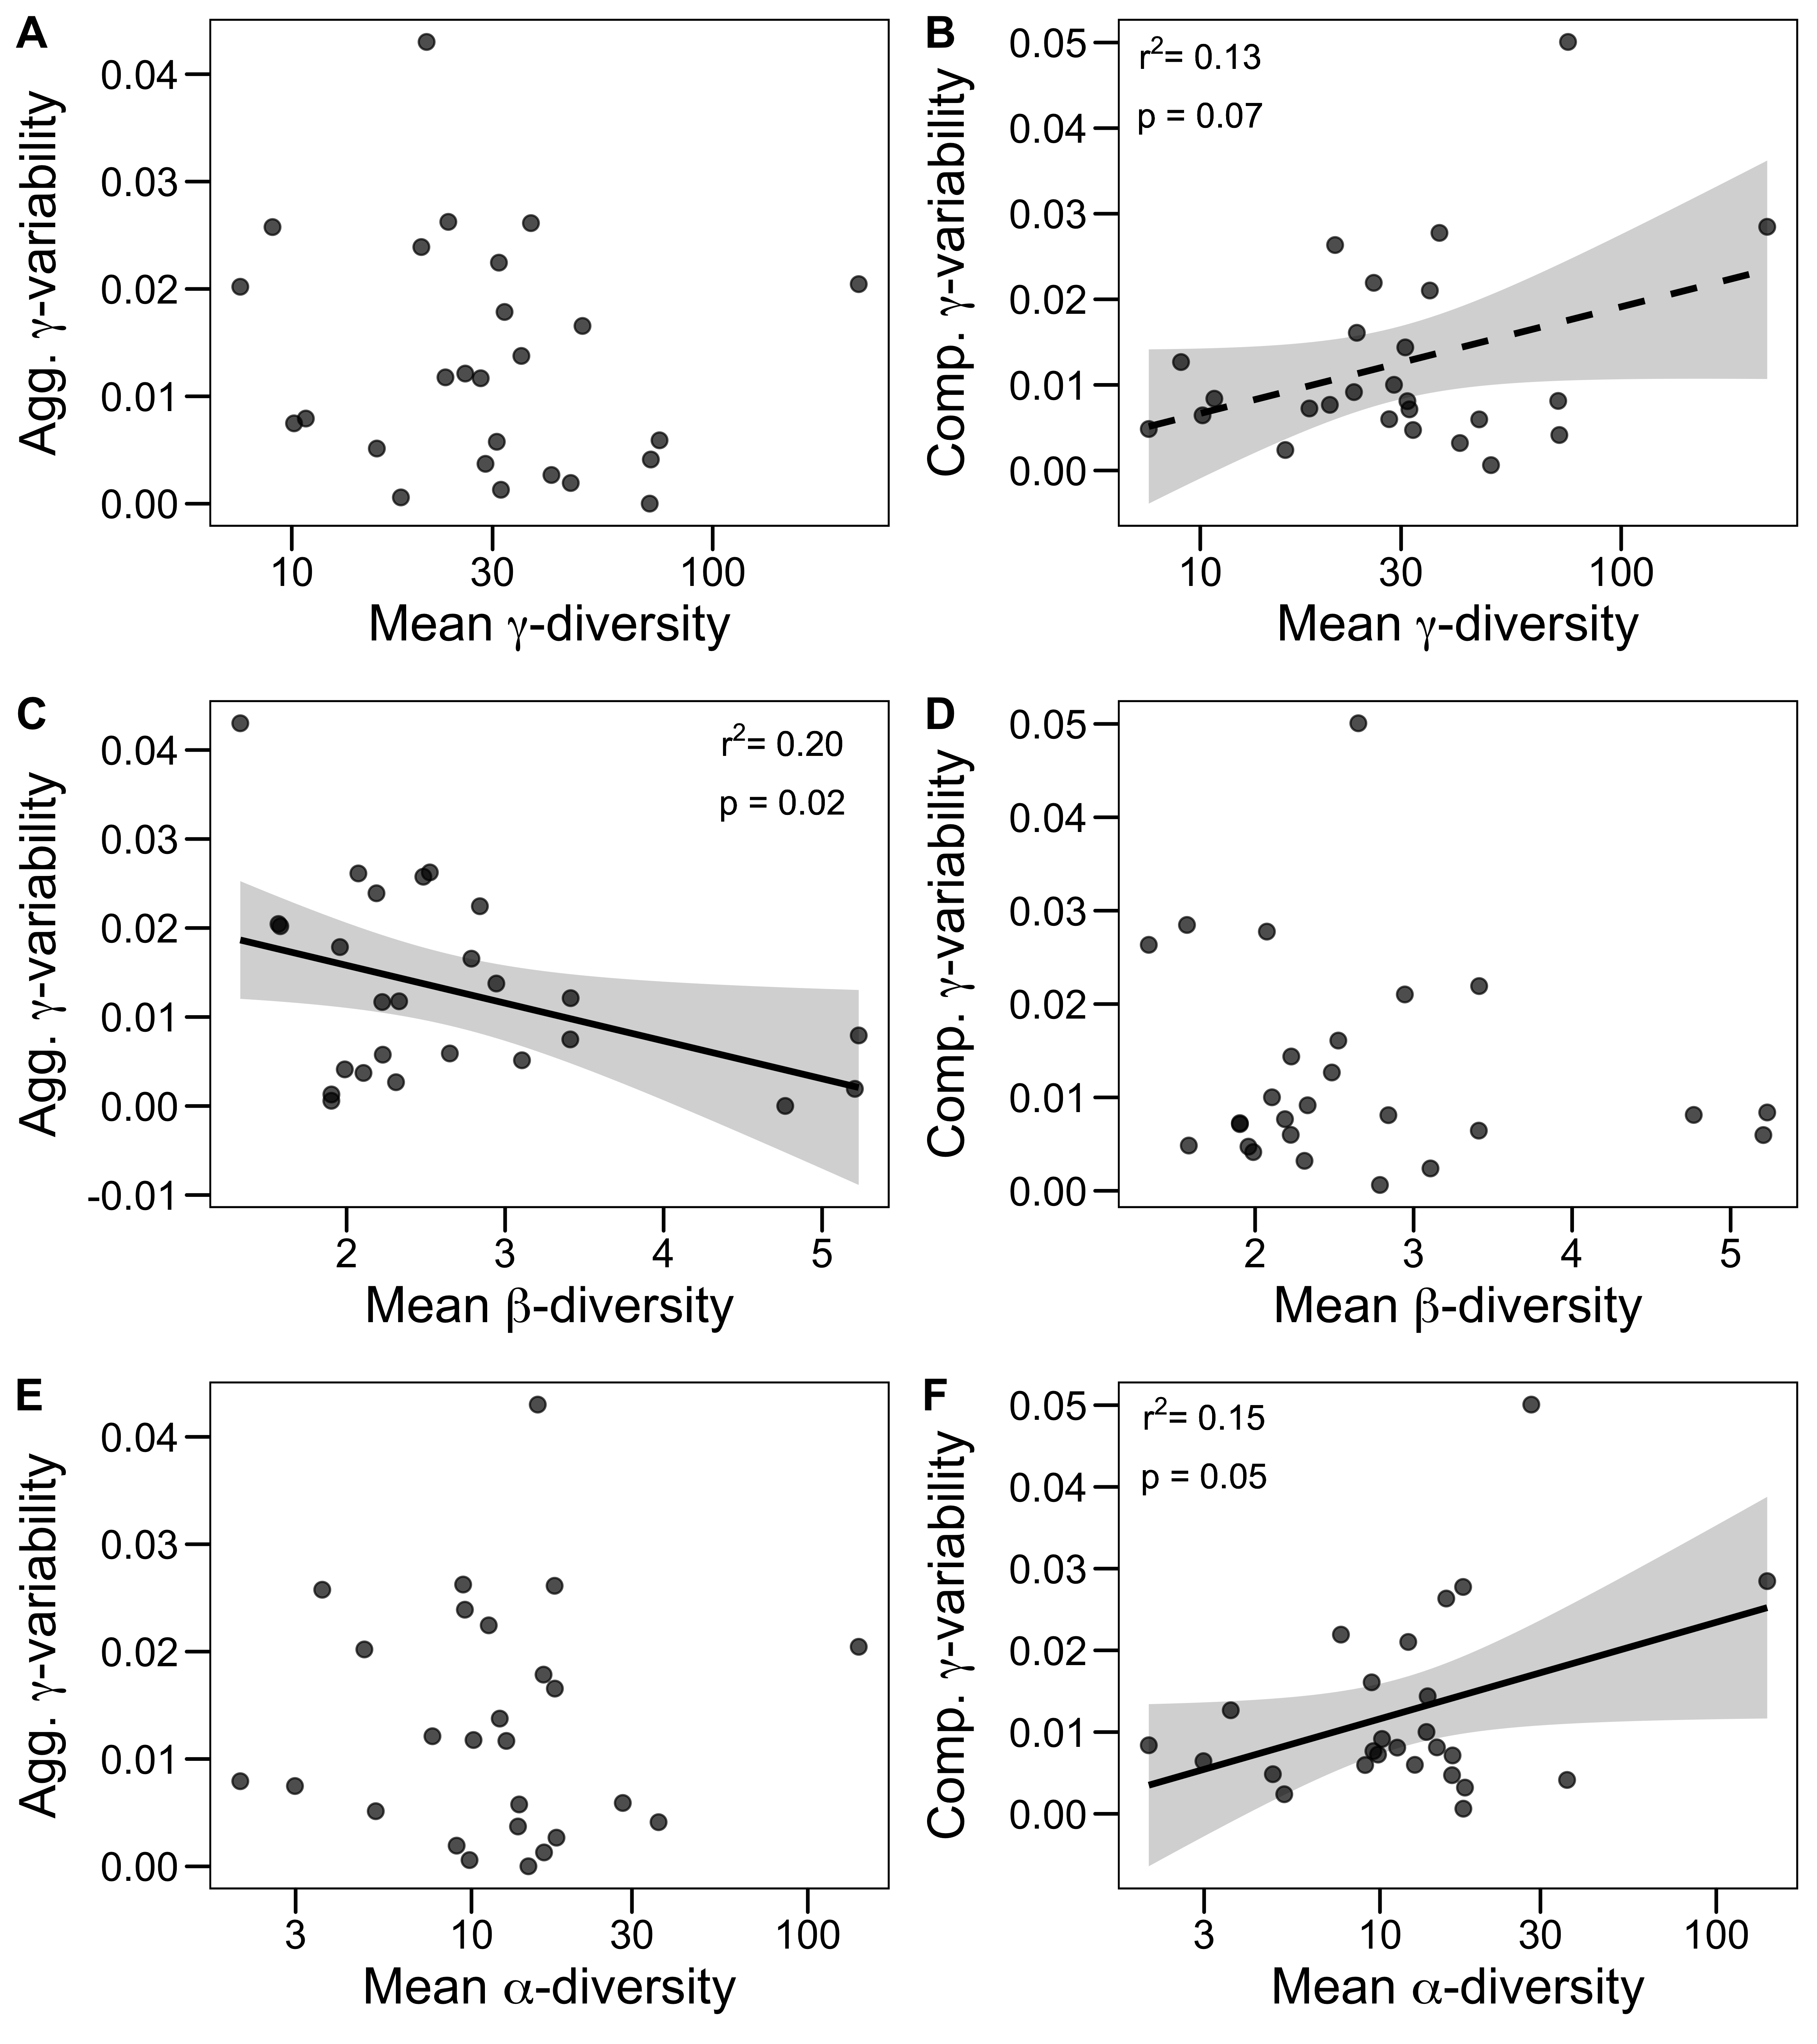 A
Agg. γ-variability
0.04
0.03
0.02
0.01
0.00
10 30 100
Mean γ-diversity
B
Comp. γ-variability
r²= 0.13
p = 0.07
0.05
0.04
0.03
0.02
0.01
0.00
10 30 100
Mean γ-diversity
C
Agg. γ-variability
r²= 0.20
p = 0.02
0.04
0.03
0.02
0.01
0.00
-0.01
2 3 4 5
Mean β-diversity
D
Comp. γ-variability
0.05
0.04
0.03
0.02
0.01
0.00
2 3 4 5
Mean β-diversity
E
Agg. γ-variability
0.04
0.03
0.02
0.01
0.00
3 10 30 100
Mean α-diversity
F
Comp. γ-variability
r²= 0.15
p = 0.05
0.05
0.04
0.03
0.02
0.01
0.00
3 10 30 100
Mean α-diversity